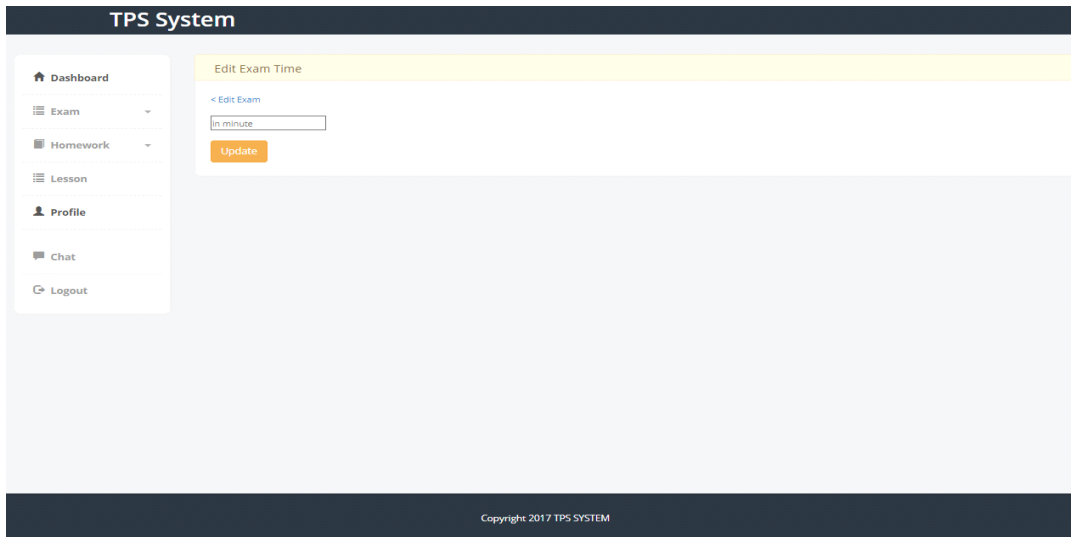 TPS System
Dashboard
Exam
Homework
Lesson
Profile
Chat
Logout
Edit Exam Time
< Edit Exam
in minute
Update
Copyright 2017 TPS SYSTEM